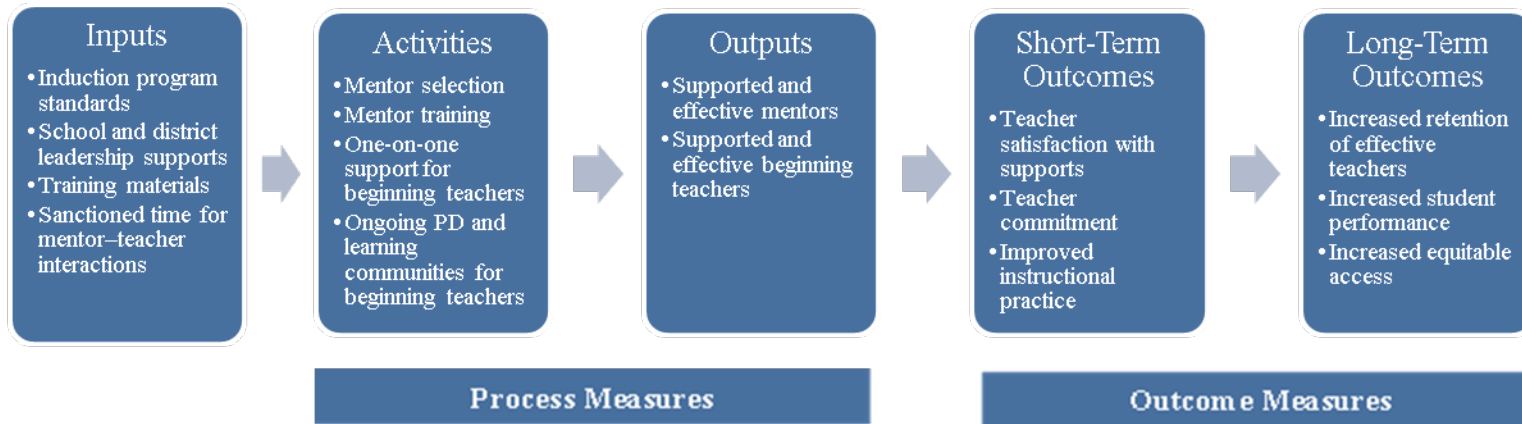 Inputs
•Induction program
standards
•School and district
leadership supports
•Training materials
•Sanctioned time for
mentor–teacher
interactions
Activities
•Mentor selection
•Mentor training
•One-on-one
support for
beginning teachers
•Ongoing PD and
learning
communities for
beginning teachers
Outputs
•Supported and
effective mentors
•Supported and
effective beginning
teachers
Short-Term
Outcomes
•Teacher
satisfaction with
supports
•Teacher
commitment
•Improved
instructional
practice
Long-Term
Outcomes
•Increased retention
of effective
teachers
•Increased student
performance
•Increased equitable
access
Process Measures
Outcome Measures